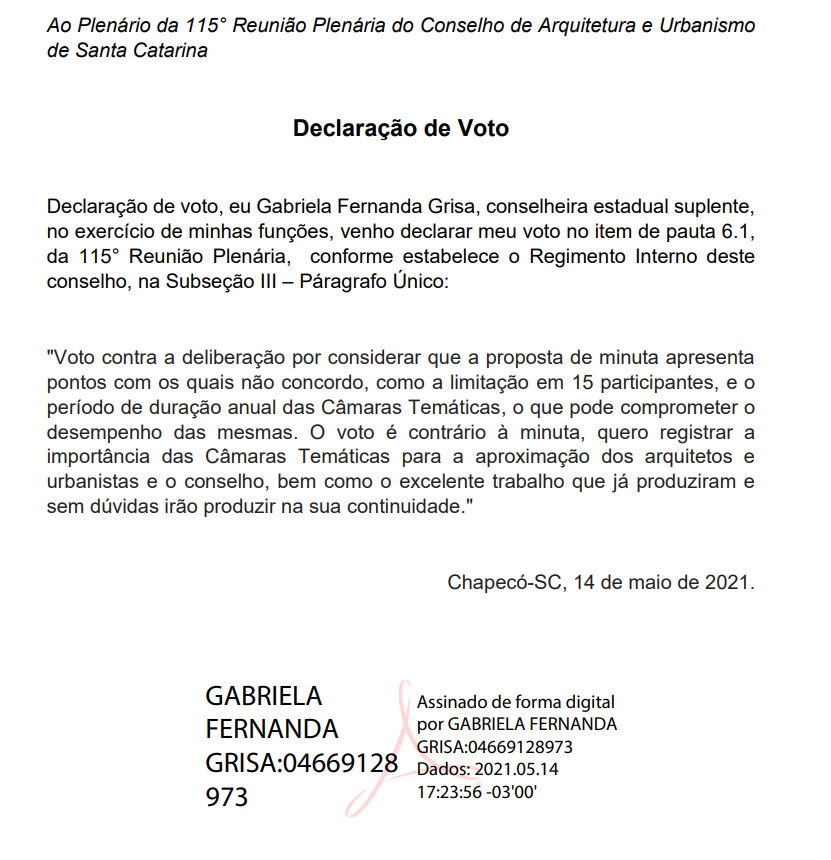 Ao Plenário da 115° Reunião Plenária do Conselho de Arquitetura e Urbanismo
de Santa Catarina
Declaração de Voto
Declaração de voto, eu Gabriela Fernanda Grisa, conselheira estadual suplente,
no exercício de minhas funções, venho declarar meu voto no item de pauta 6.1,
da 115° Reunião Plenária, conforme estabelece o Regimento Interno deste
conselho, na Subseção III – Páragrafo Único:
"Voto contra a deliberação por considerar que a proposta de minuta apresenta
pontos com os quais não concordo, como a limitação em 15 participantes, e o
período de duração anual das Câmaras Temáticas, o que pode comprometer o
desempenho das mesmas. O voto é contrário à minuta, quero registrar a
importância das Câmaras Temáticas para a aproximação dos arquitetos e
urbanistas e o conselho, bem como o excelente trabalho que já produziram e
sem dúvidas irão produzir na sua continuidade."
Chapecó-SC, 14 de maio de 2021.
GABRIELA
FERNANDA
GRISA:04669128
973
Assinado de forma digital
por GABRIELA FERNANDA
GRISA:04669128973
Dados: 2021.05.14
17:23:56 -03'00'